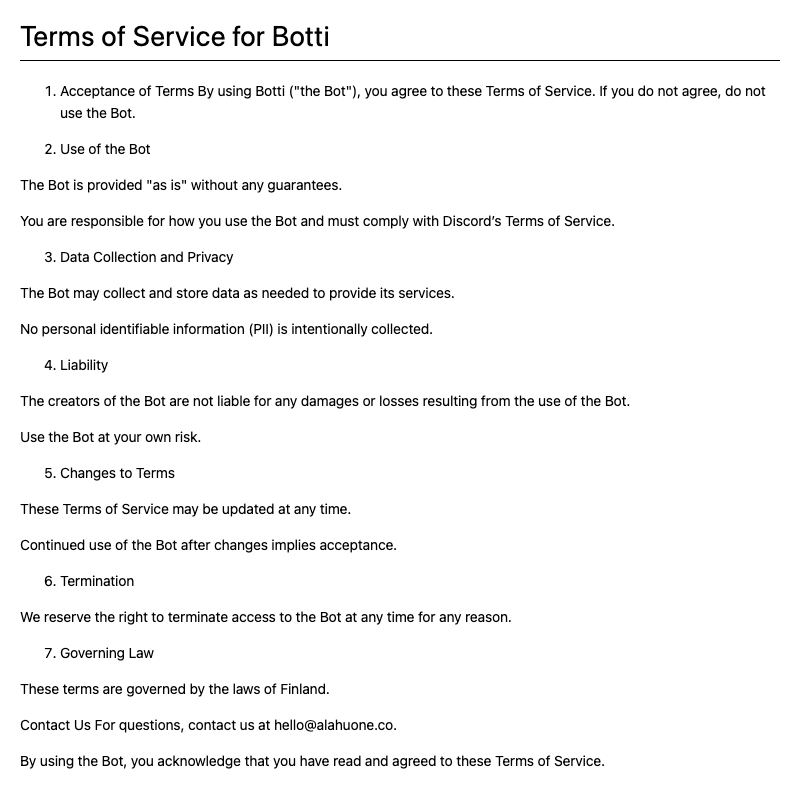 Terms of Service for Botti
1. Acceptance of Terms By using Botti ("the Bot"), you agree to these Terms of Service. If you do not agree, do not
use the Bot.
2. Use of the Bot
The Bot is provided "as is" without any guarantees.
You are responsible for how you use the Bot and must comply with Discord’s Terms of Service.
3. Data Collection and Privacy
The Bot may collect and store data as needed to provide its services.
No personal identifiable information (PII) is intentionally collected.
4. Liability
The creators of the Bot are not liable for any damages or losses resulting from the use of the Bot.
Use the Bot at your own risk.
5. Changes to Terms
These Terms of Service may be updated at any time.
Continued use of the Bot after changes implies acceptance.
6. Termination
We reserve the right to terminate access to the Bot at any time for any reason.
7. Governing Law
These terms are governed by the laws of Finland.
Contact Us For questions, contact us at hello@alahuone.co.
By using the Bot, you acknowledge that you have read and agreed to these Terms of Service.